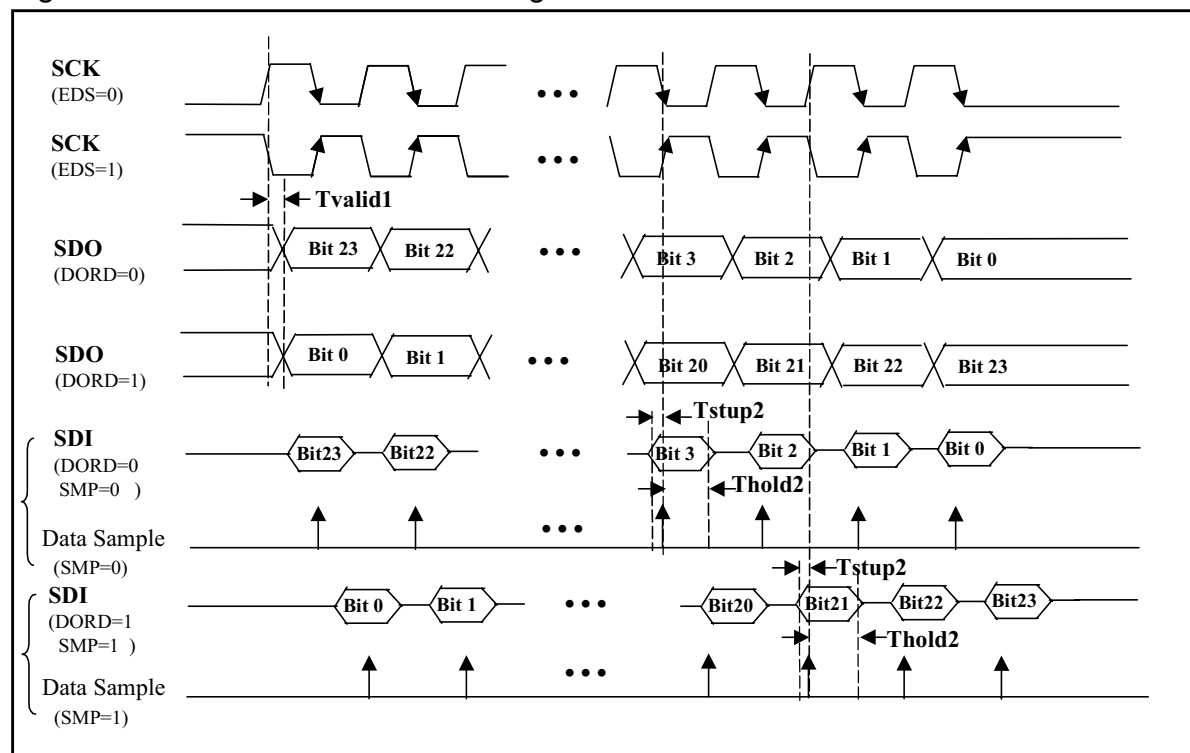 SCK
(EDS=0)
SCK
(EDS=1)
Tvalid1
SDO
(DORD=0)
Bit 23 Bit 22 Bit 3 Bit 2 Bit 1 Bit 0
SDO
(DORD=1)
Bit 0 Bit 1 Bit 20 Bit 21 Bit 22 Bit 23
Tstup2
SDI
(DORD=0
SMP=0 )
Bit23 Bit22 Bit 3 Bit 2 Bit 1 Bit 0
Thold2
Data Sample
(SMP=0)
Tstup2
SDI
(DORD=1
SMP=1 )
Bit 0 Bit 1 Bit20 Bit21 Bit22 Bit23
Thold2
Data Sample
(SMP=1)